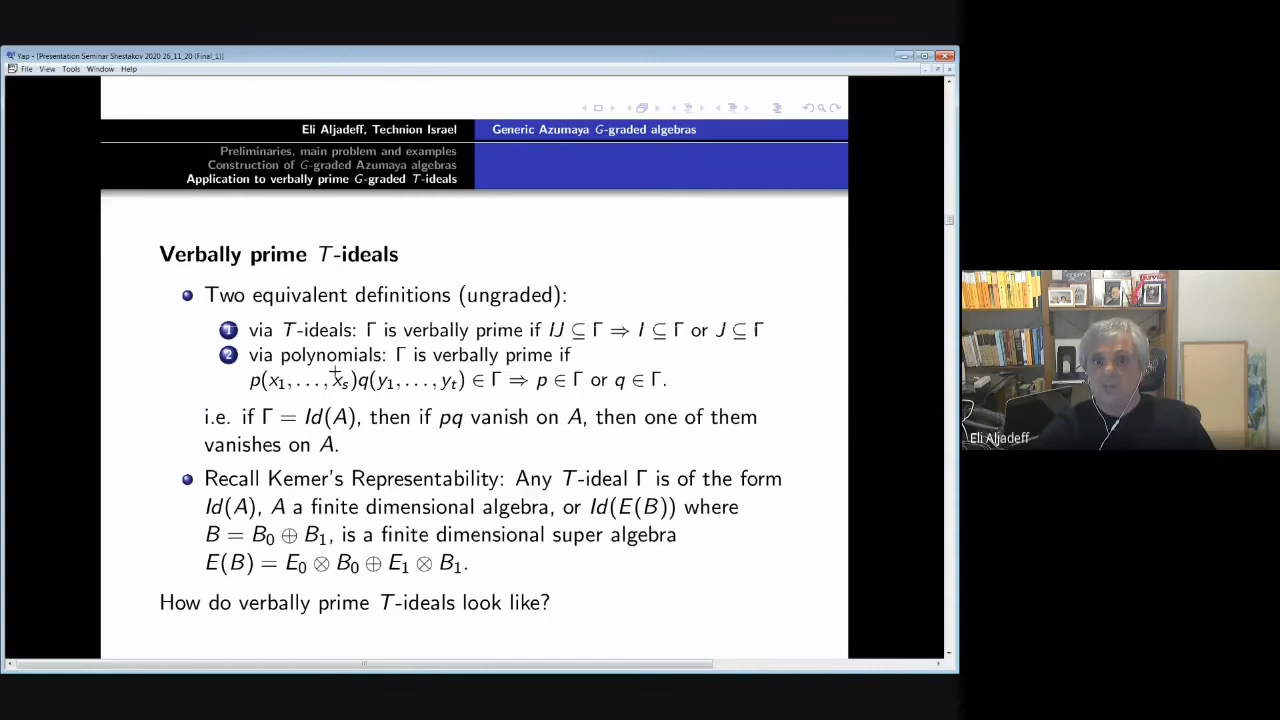 Yap - [Presentation Seminar Shestakov 2020 26_11_20 (Final_1)]
File View Tools Window Help
Eli Aljadeff, Technion Israel Generic Azumaya G-graded algebras
Preliminaries, main problem and examples
Construction of G-graded Azumaya algebras
Application to verbally prime G-graded T-ideals
Verbally prime T-ideals
Two equivalent definitions (ungraded):
1 via T-ideals: Γ is verbally prime if IJ ⊆ Γ ⇒ I ⊆ Γ or J ⊆ Γ
2 via polynomials: Γ is verbally prime if
p(x₁, . . . , xₛ)q(y₁, . . . , yₜ) ∈ Γ ⇒ p ∈ Γ or q ∈ Γ.
i.e. if Γ = Id(A), then if pq vanish on A, then one of them
vanishes on A.
Recall Kemer's Representability: Any T-ideal Γ is of the form
Id(A), A a finite dimensional algebra, or Id(E(B)) where
B = B₀ ⊕ B₁, is a finite dimensional super algebra
E(B) = E₀ ⊗ B₀ ⊕ E₁ ⊗ B₁.
How do verbally prime T-ideals look like?
Eli Aljadeff